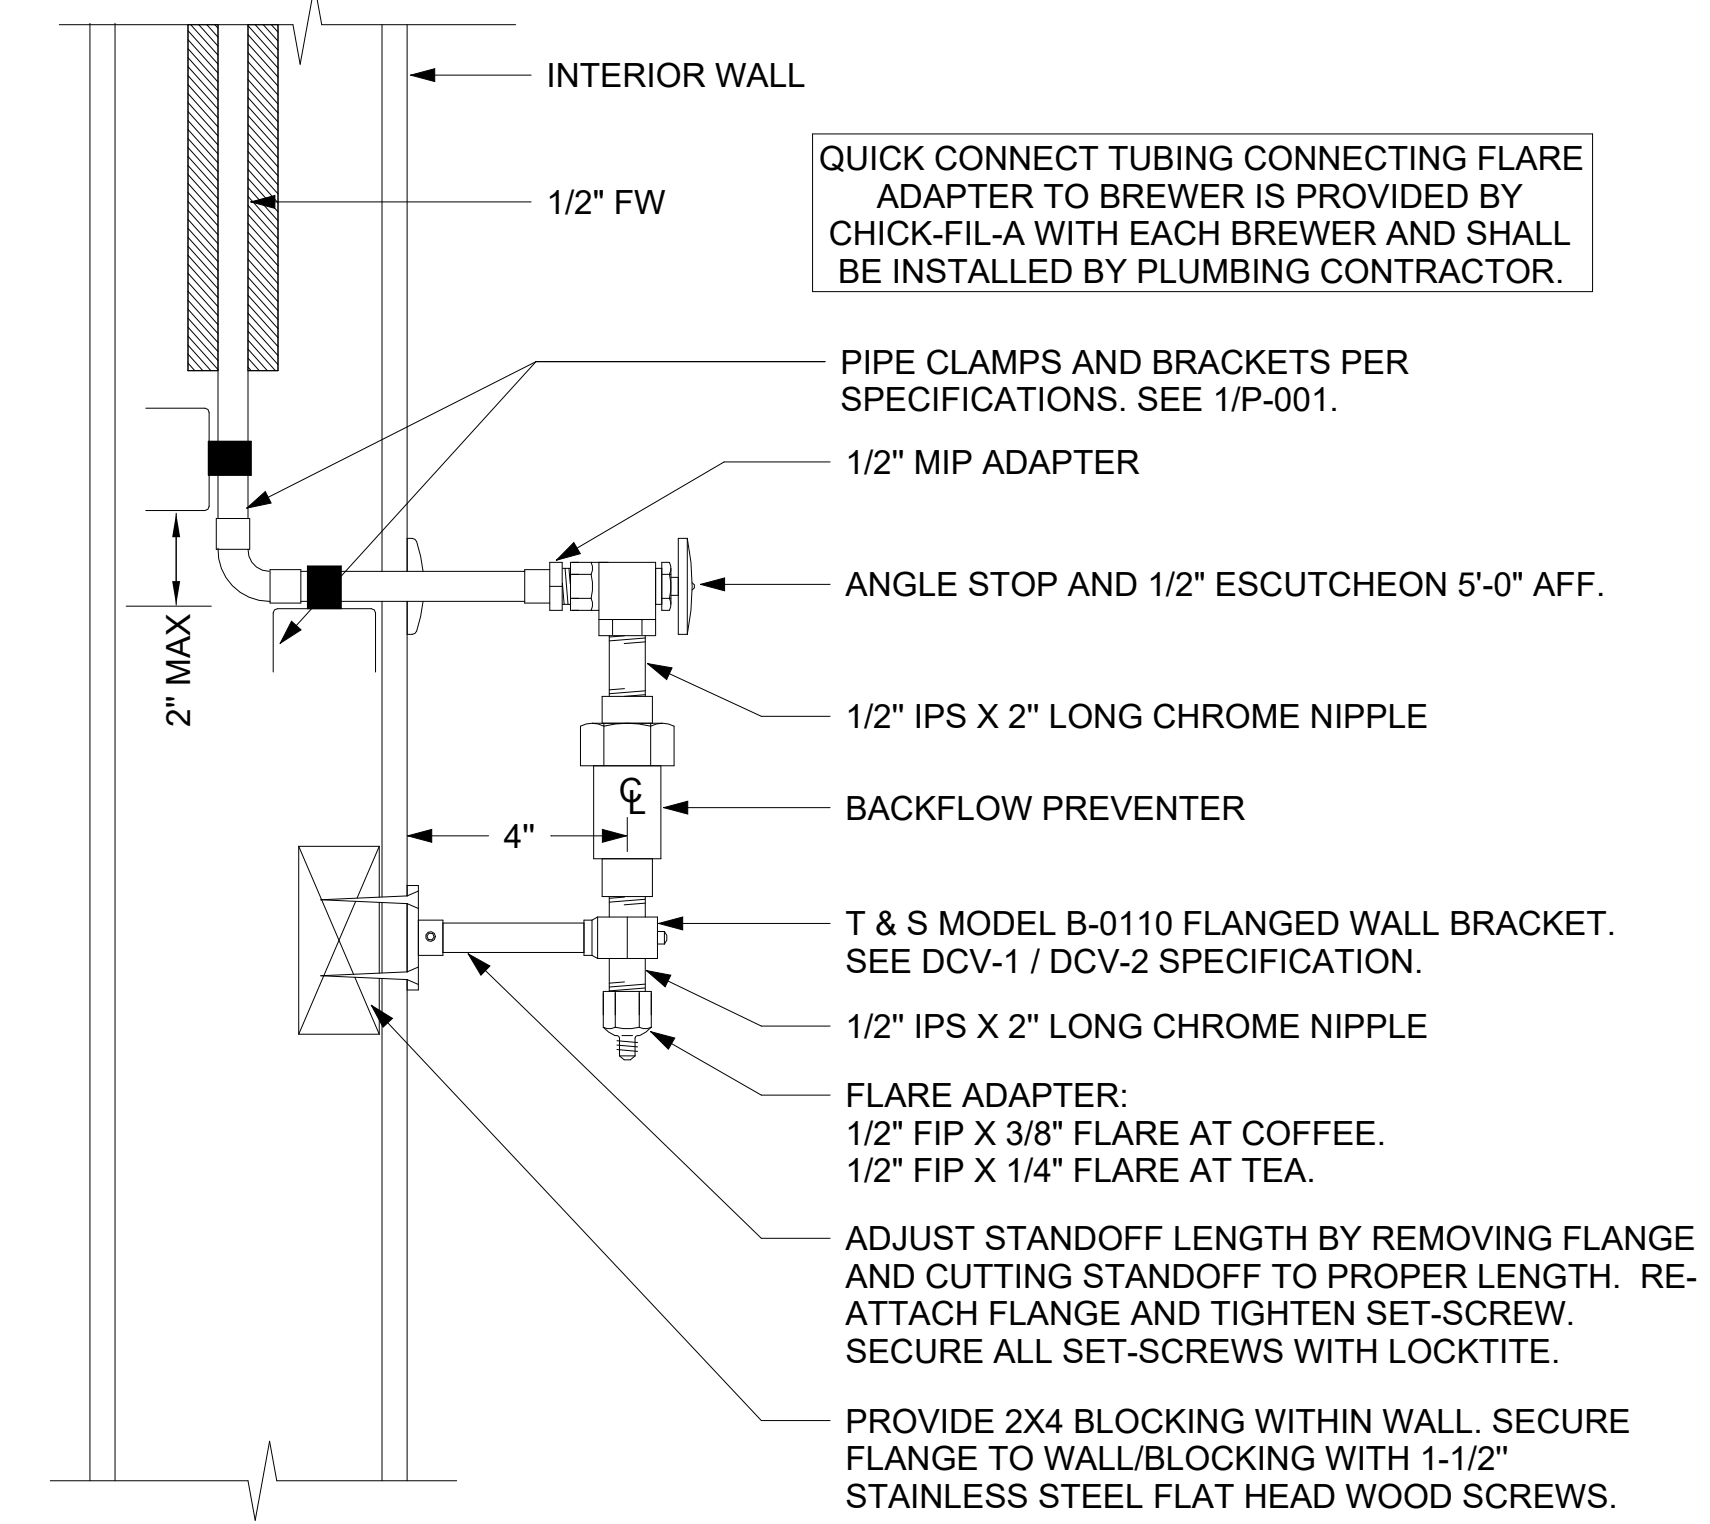 INTERIOR WALL
1/2" FW
QUICK CONNECT TUBING CONNECTING FLARE
ADAPTER TO BREWER IS PROVIDED BY
CHICK-FIL-A WITH EACH BREWER AND SHALL
BE INSTALLED BY PLUMBING CONTRACTOR.
PIPE CLAMPS AND BRACKETS PER
SPECIFICATIONS. SEE 1/P-001.
1/2" MIP ADAPTER
ANGLE STOP AND 1/2" ESCUTCHEON 5'-0" AFF.
2" MAX
1/2" IPS X 2" LONG CHROME NIPPLE
CL
BACKFLOW PREVENTER
4"
T & S MODEL B-0110 FLANGED WALL BRACKET.
SEE DCV-1 / DCV-2 SPECIFICATION.
1/2" IPS X 2" LONG CHROME NIPPLE
FLARE ADAPTER:
1/2" FIP X 3/8" FLARE AT COFFEE.
1/2" FIP X 1/4" FLARE AT TEA.
ADJUST STANDOFF LENGTH BY REMOVING FLANGE
AND CUTTING STANDOFF TO PROPER LENGTH.  RE-
ATTACH FLANGE AND TIGHTEN SET-SCREW.
SECURE ALL SET-SCREWS WITH LOCKTITE.
PROVIDE 2X4 BLOCKING WITHIN WALL. SECURE
FLANGE TO WALL/BLOCKING WITH 1-1/2"
STAINLESS STEEL FLAT HEAD WOOD SCREWS.